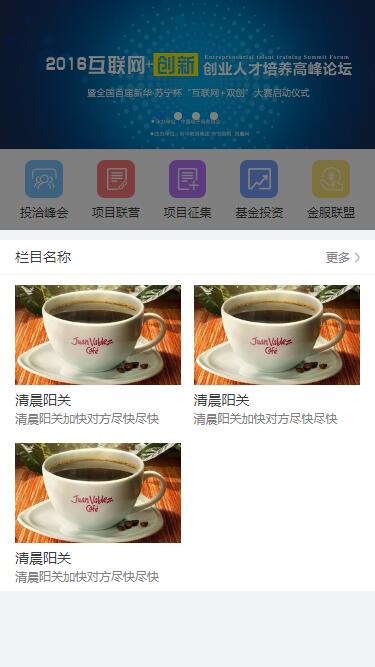 2016互联网+创新创业人才培养高峰论坛
Entrepreneurial talent training Summit Forum
暨全国首届新华·苏宁杯“互联网+双创”大赛启动仪式
投洽峰会 项目联营 项目征集 基金投资 金服联盟
栏目名称 更多
Juan Valdez Café Juan Valdez Café
清晨阳关 清晨阳关
清晨阳关加快对方尽快尽快 清晨阳关加快对方尽快尽快
Juan Valdez Café
清晨阳关
清晨阳关加快对方尽快尽快